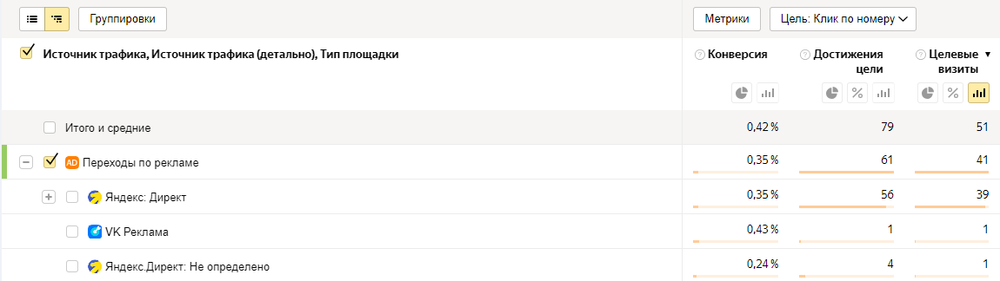 Группировки
Метрики
Цель: Клик по номеру
Источник трафика, Источник трафика (детально), Тип площадки
Конверсия
Достижения цели
Целевые визиты
Итого и средние 0,42 % 79 51
AD Переходы по рекламе 0,35 % 61 41
Яндекс: Директ 0,35 % 56 39
VK Реклама 0,43 % 1 1
Яндекс.Директ: Не определено 0,24 % 4 1